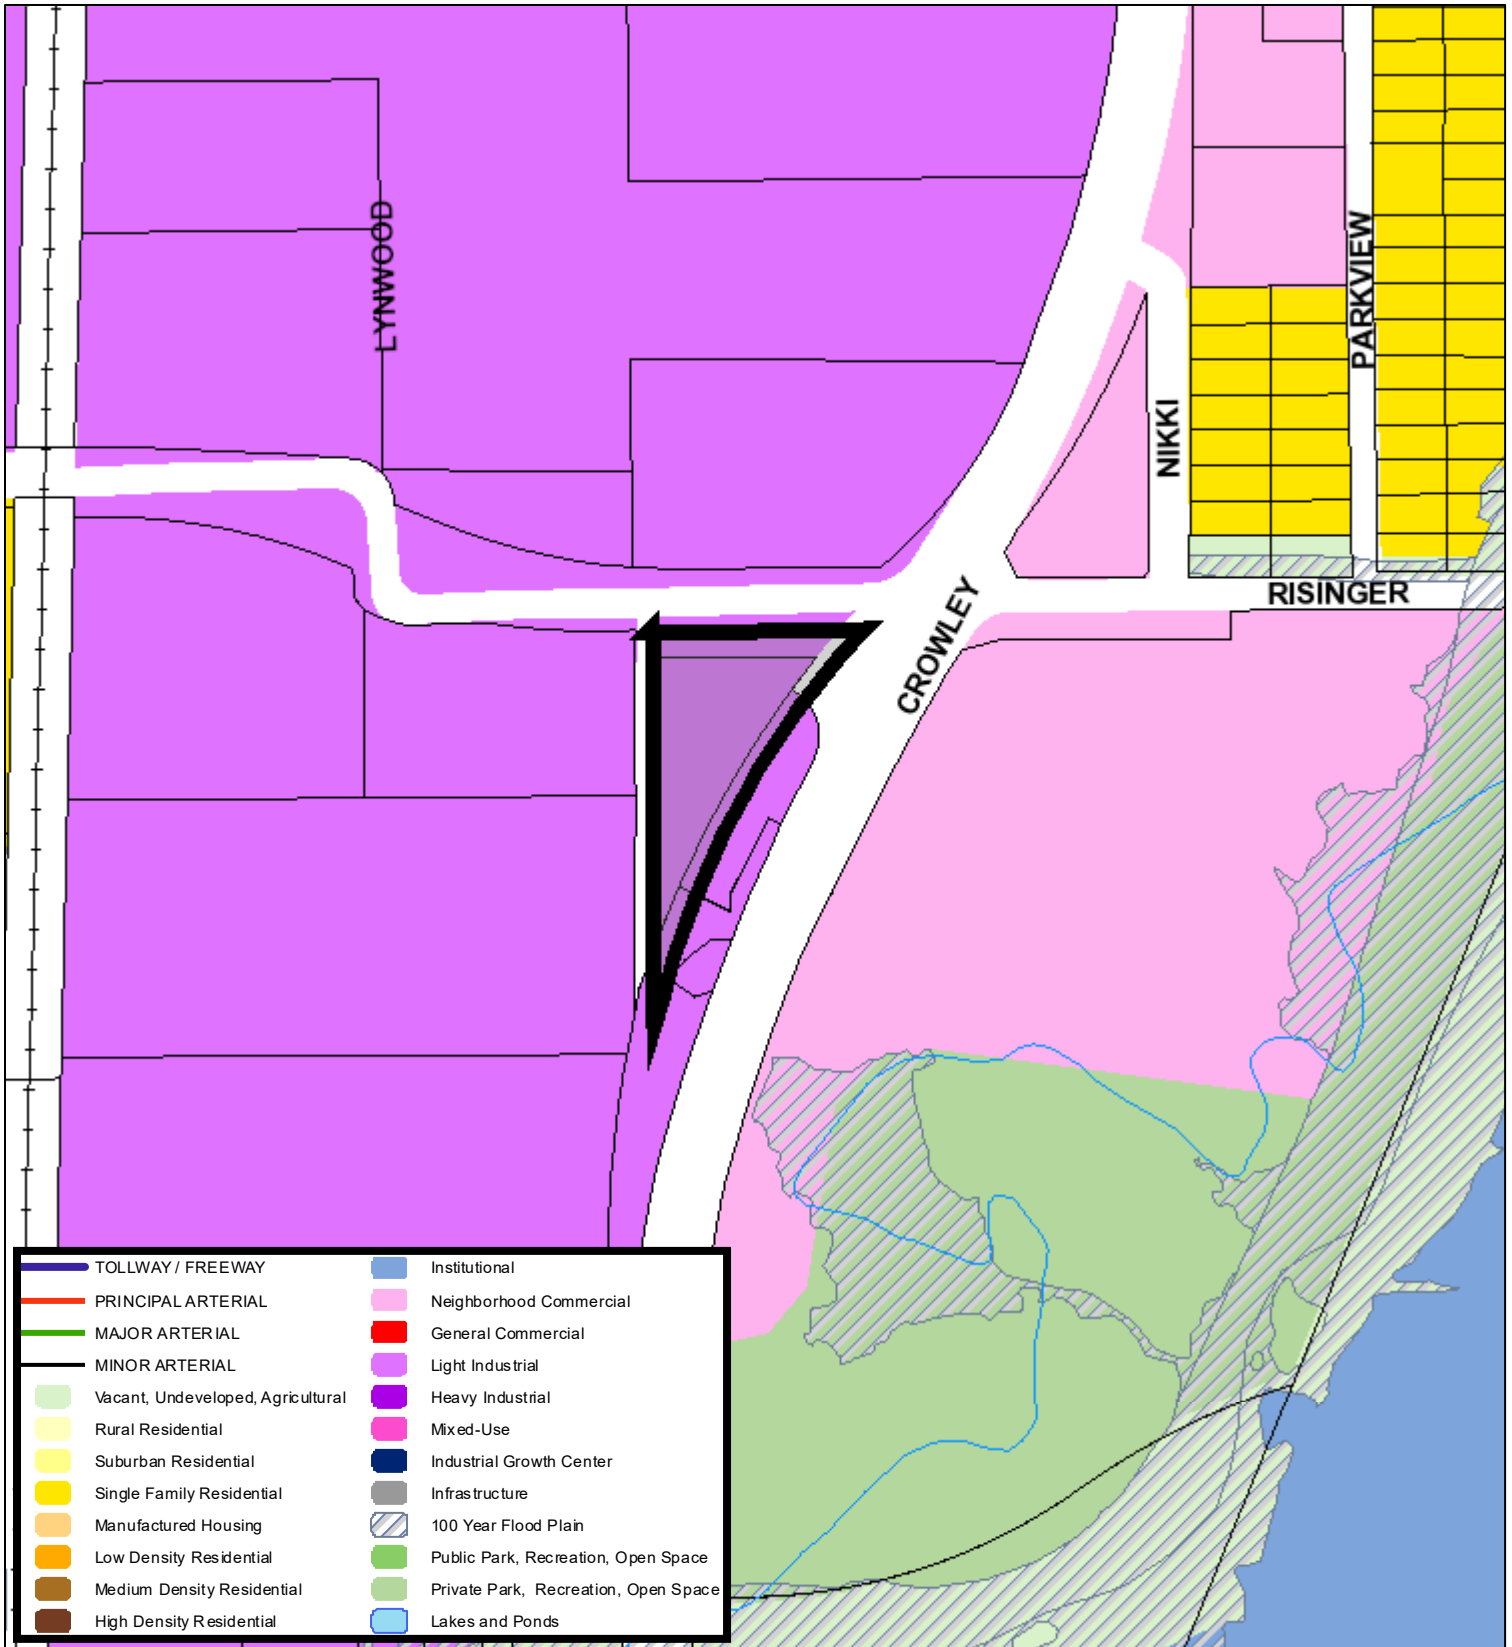 LYNWOOD
PARKVIEW
NIKKI
RISINGER
CROWLEY
TOLLWAY / FREEWAY
PRINCIPAL ARTERIAL
MAJOR ARTERIAL
MINOR ARTERIAL
Vacant, Undeveloped, Agricultural
Rural Residential
Suburban Residential
Single Family Residential
Manufactured Housing
Low Density Residential
Medium Density Residential
High Density Residential
Institutional
Neighborhood Commercial
General Commercial
Light Industrial
Heavy Industrial
Mixed-Use
Industrial Growth Center
Infrastructure
100 Year Flood Plain
Public Park, Recreation, Open Space
Private Park, Recreation, Open Space
Lakes and Ponds